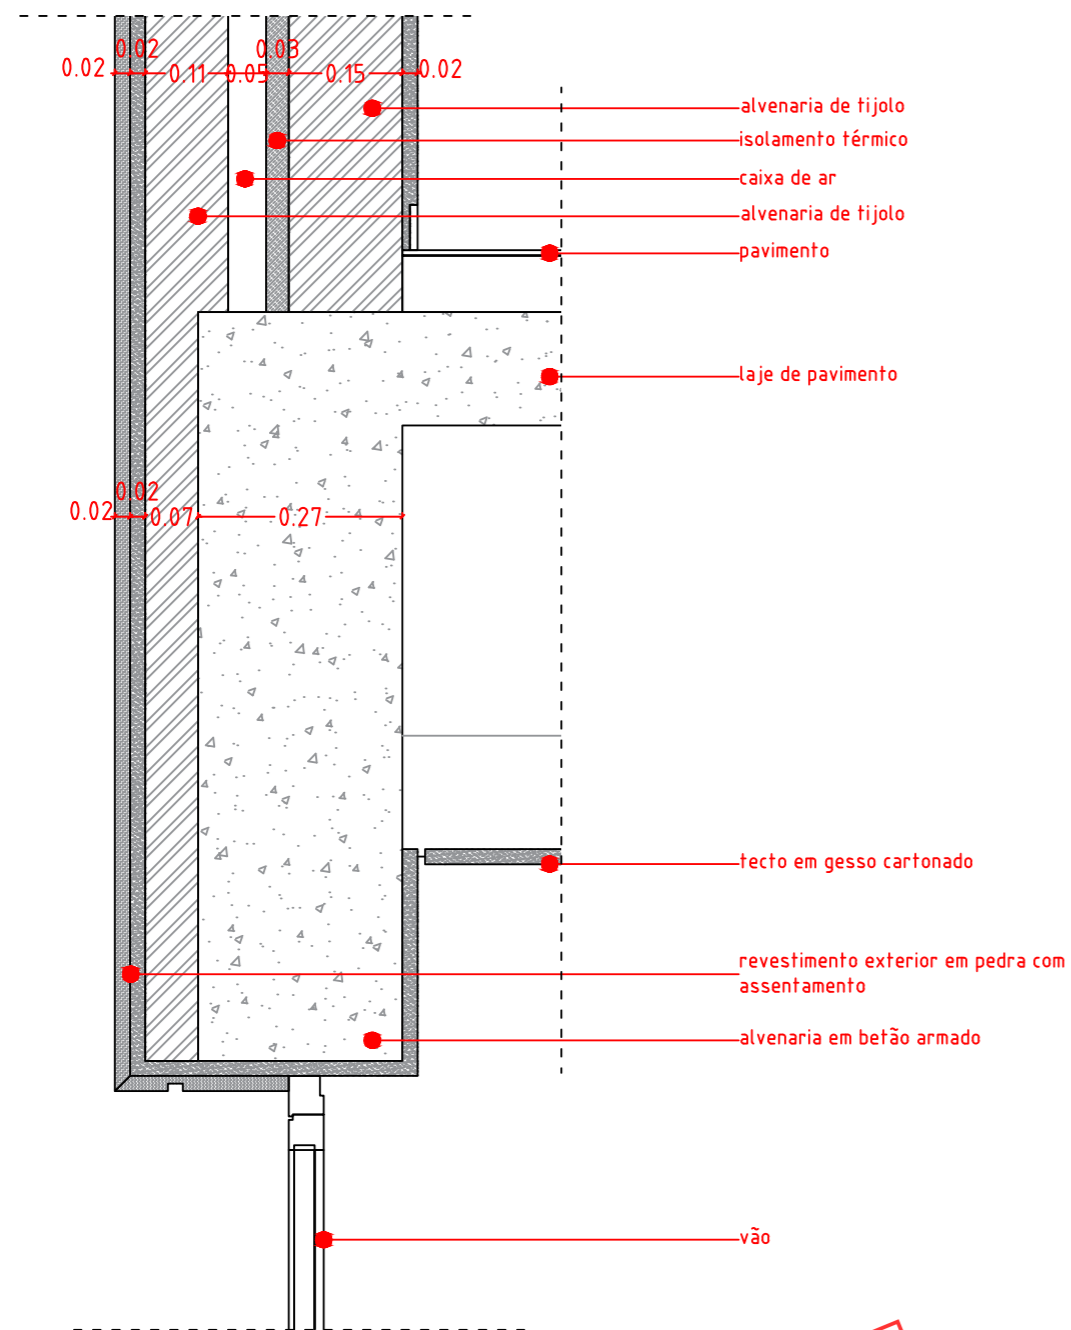 0.02 0.03
0.02 0.11 0.05 0.15 0.02
alvenaria de tijolo
isolamento térmico
caixa de ar
alvenaria de tijolo
pavimento
laje de pavimento
0.02
0.02 0.07 0.27
tecto em gesso cartonado
revestimento exterior em pedra com
assentamento
alvenaria em betão armado
vão